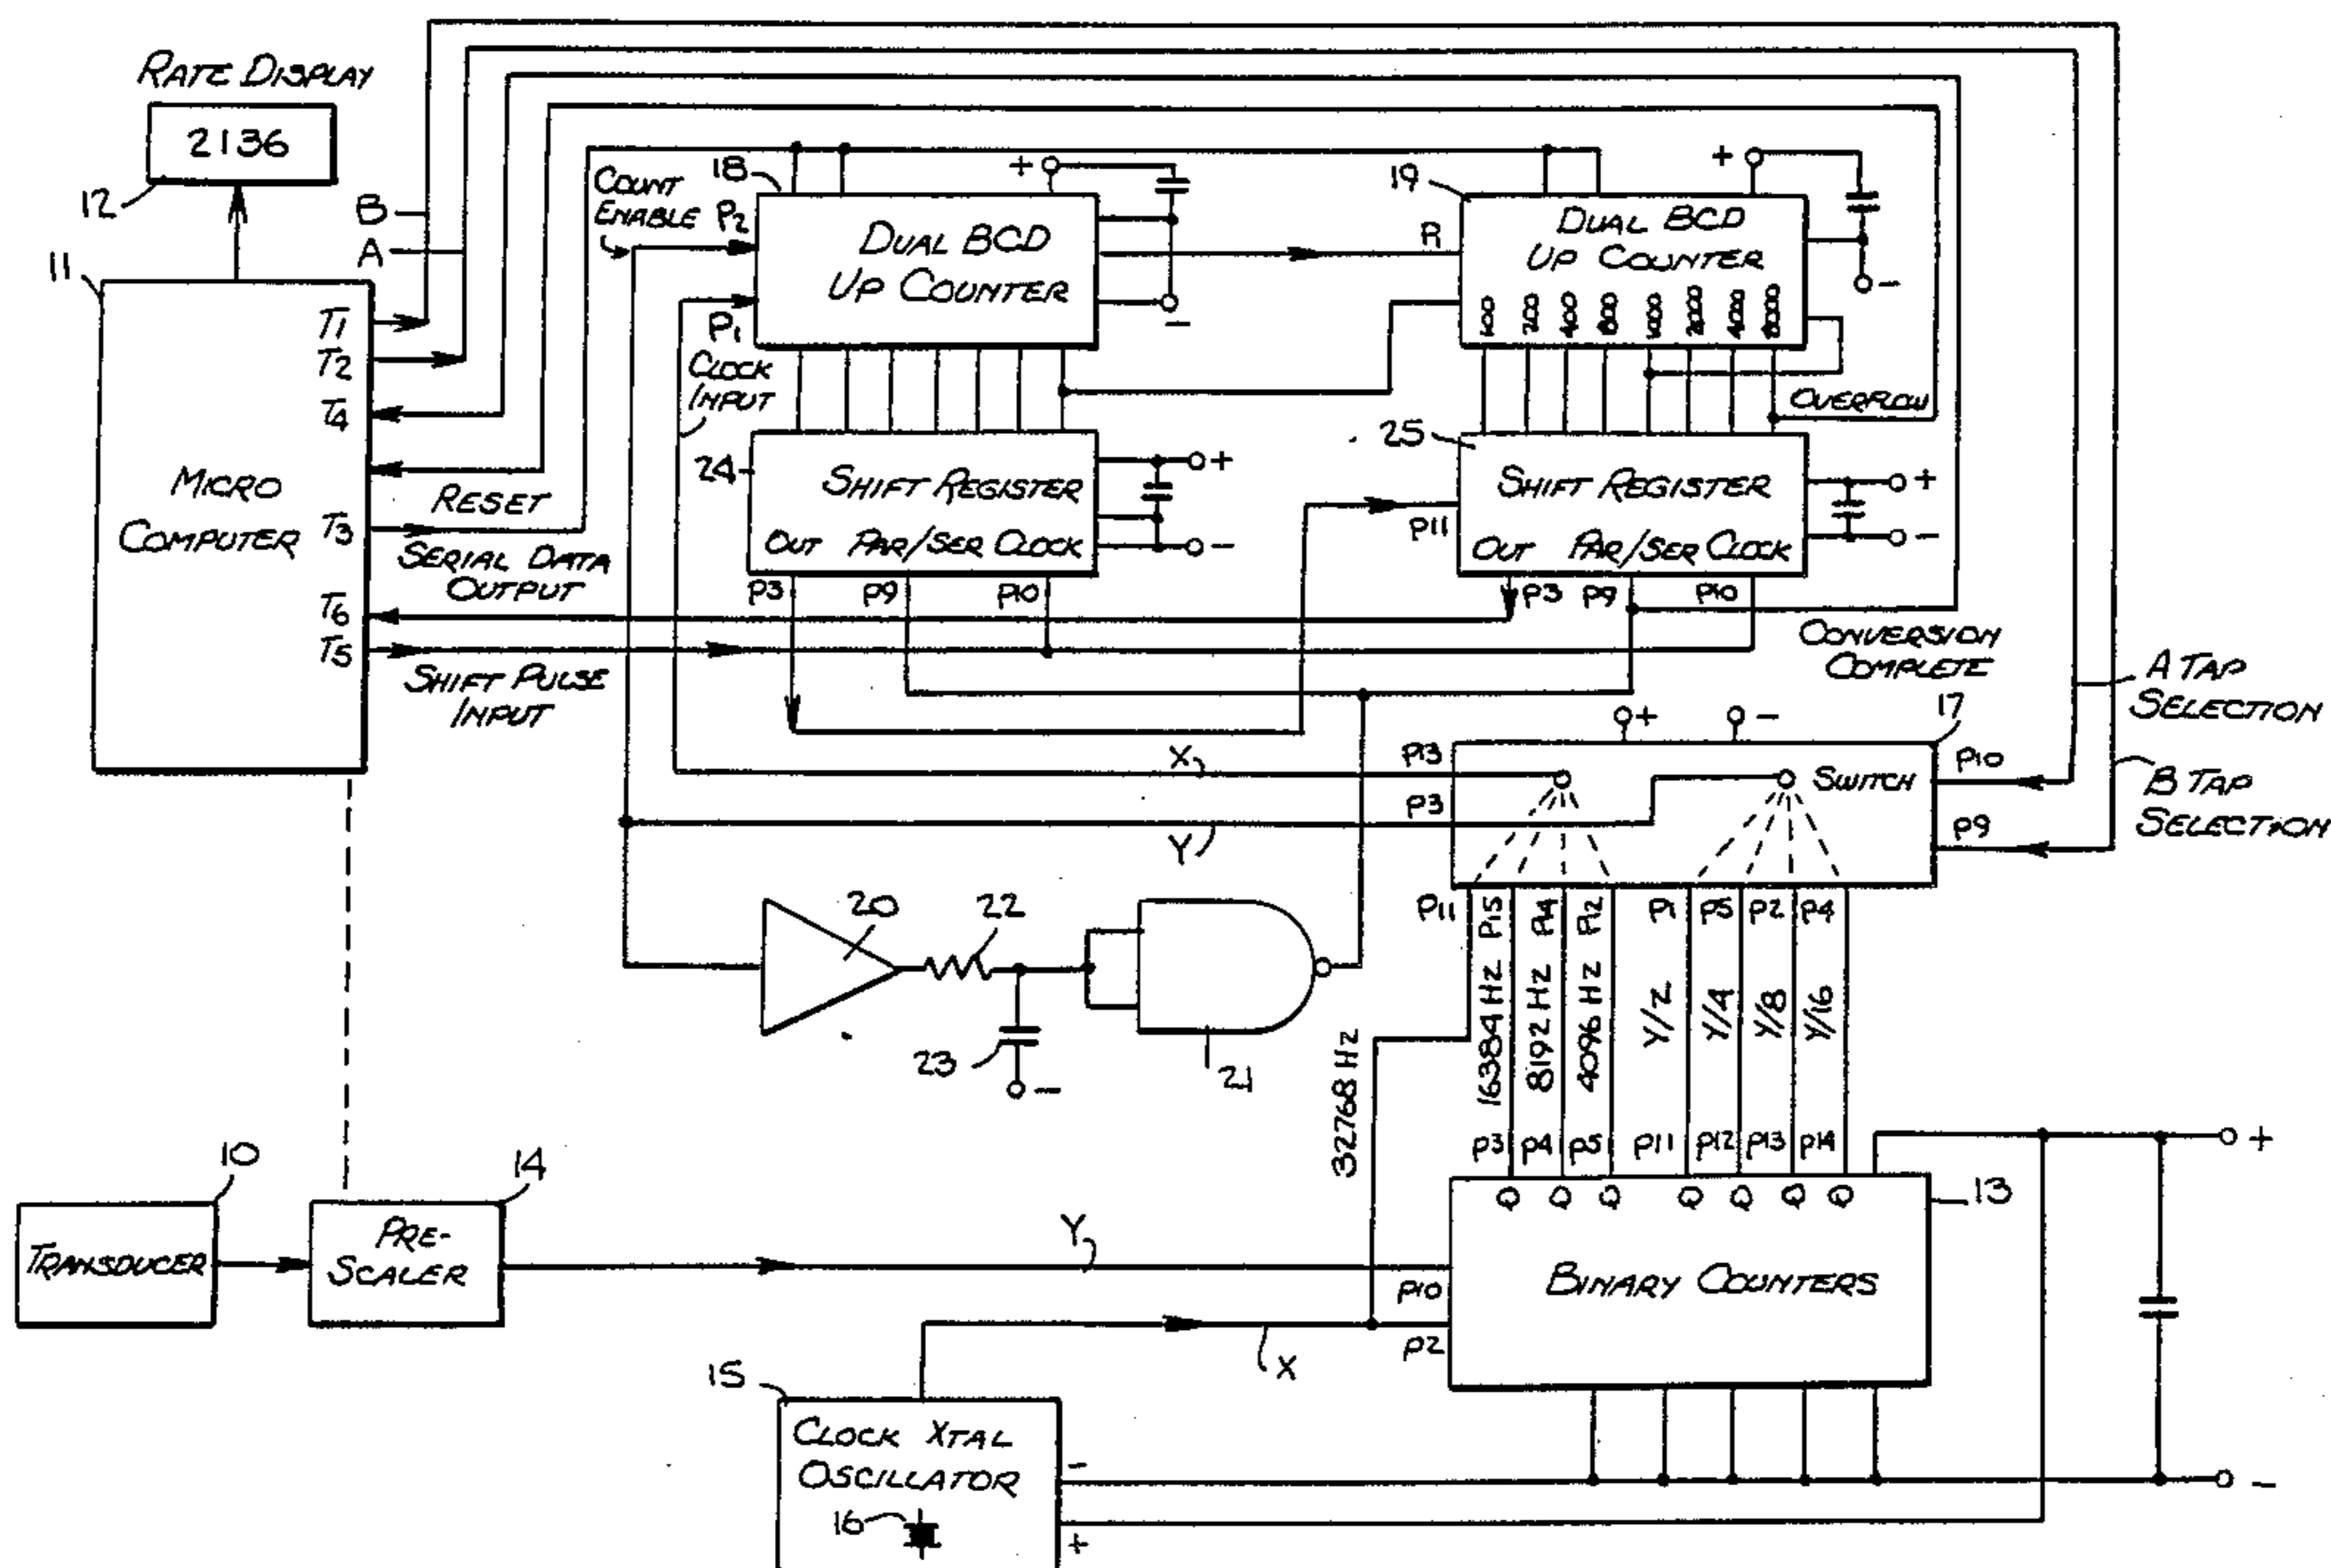 RATE DISPLAY
2136
12
B
A
11
T1
T2
T4
T3
T6
T5
MICRO
COMPUTER
RESET
SERIAL DATA
OUTPUT
SHIFT PULSE
INPUT
COUNT
ENABLE
P2
P1
CLOCK
INPUT
18
DUAL BCD
UP COUNTER
+
-
R
19
DUAL BCD
UP COUNTER
100
200
400
800
1000
2000
4000
8000
+
-
OVERFLOW
24
SHIFT REGISTER
OUT PAR/SER CLOCK
P3 P9 P10
+
-
25
P11
SHIFT REGISTER
OUT PAR/SER CLOCK
P3 P9 P10
+
-
CONVERSION
COMPLETE
A TAP
SELECTION
B TAP
SELECTION
17
+
-
X
Y
P13
P3
SWITCH
P10
P9
20
22
23
-
21
P11
P15
P14
P12
P1
P5
P2
P4
32768 Hz
16384 Hz
8192 Hz
4096 Hz
Y/2
Y/4
Y/8
Y/16
P3
P4
P5
P11
P12
P13
P14
Q Q Q Q Q Q Q
13
+
-
BINARY COUNTERS
P10
P2
10
TRANSDUCER
14
PRE-
SCALER
Y
X
15
CLOCK XTAL
OSCILLATOR
16
-
+